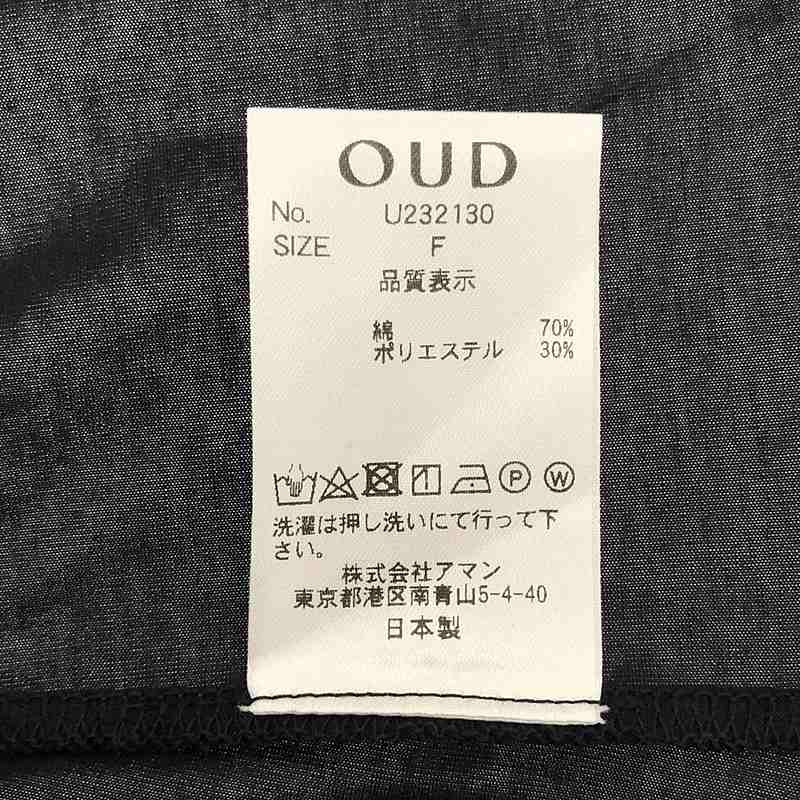 OUD
No. U232130
SIZE F
品質表示
綿 70%
ポリエステル 30%
P W
洗濯は押し洗いにて行って下
さい。
株式会社アマン
東京都港区南青山5-4-40
日本製